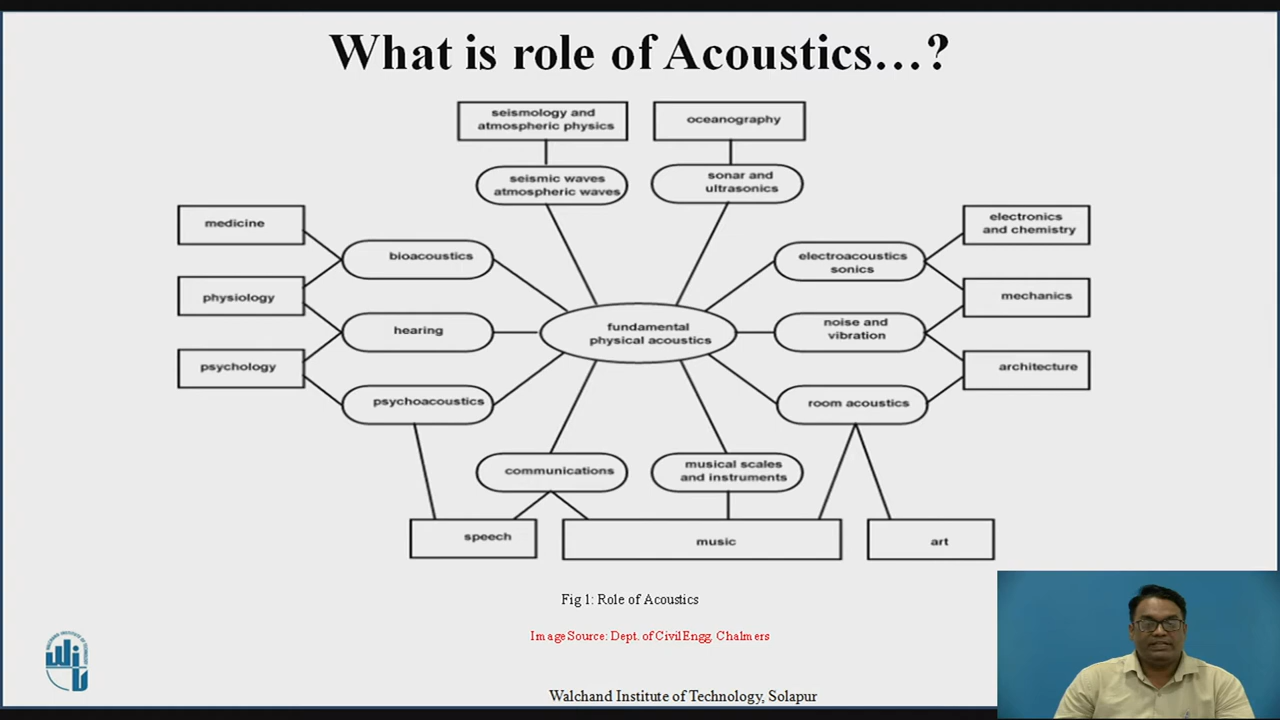 What is role of Acoustics…?
seismology and
atmospheric physics
oceanography
seismic waves
atmospheric waves
sonar and
ultrasonics
medicine
electronics
and chemistry
bioacoustics
electroacoustics
sonics
physiology
mechanics
hearing
fundamental
physical acoustics
noise and
vibration
psychology
architecture
psychoacoustics
room acoustics
communications
musical scales
and instruments
speech
music
art
Fig 1: Role of Acoustics
Image Source: Dept. of Civil Engg, Chalmers
Walchand Institute of Technology, Solapur